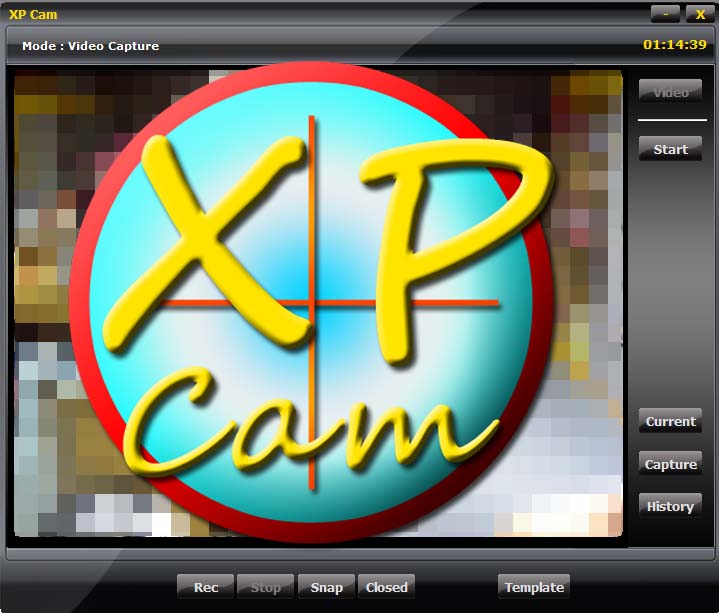 XP Cam
- X
Mode : Video Capture
01:14:39
Video
Start
XP
Cam
Current
Capture
History
Rec Stop Snap Closed Template